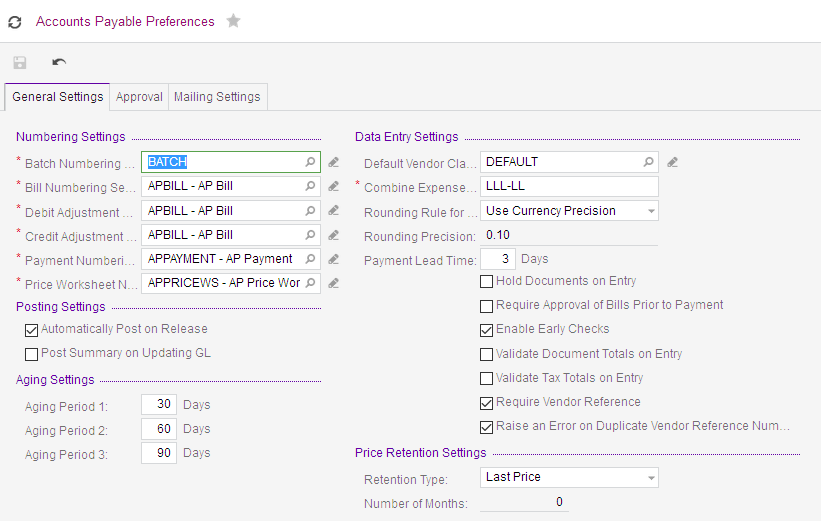 Accounts Payable Preferences
General Settings Approval Mailing Settings
Numbering Settings
* Batch Numbering ... BATCH
* Bill Numbering Se... APBILL - AP Bill
* Debit Adjustment ... APBILL - AP Bill
* Credit Adjustment ... APBILL - AP Bill
* Payment Numberi... APPAYMENT - AP Payment
* Price Worksheet N... APPRICEWS - AP Price Wor
Posting Settings
Automatically Post on Release
Post Summary on Updating GL
Aging Settings
Aging Period 1: 30 Days
Aging Period 2: 60 Days
Aging Period 3: 90 Days
Data Entry Settings
Default Vendor Cla... DEFAULT
* Combine Expense... LLL-LL
Rounding Rule for ... Use Currency Precision
Rounding Precision: 0.10
Payment Lead Time: 3 Days
Hold Documents on Entry
Require Approval of Bills Prior to Payment
Enable Early Checks
Validate Document Totals on Entry
Validate Tax Totals on Entry
Require Vendor Reference
Raise an Error on Duplicate Vendor Reference Num...
Price Retention Settings
Retention Type: Last Price
Number of Months: 0